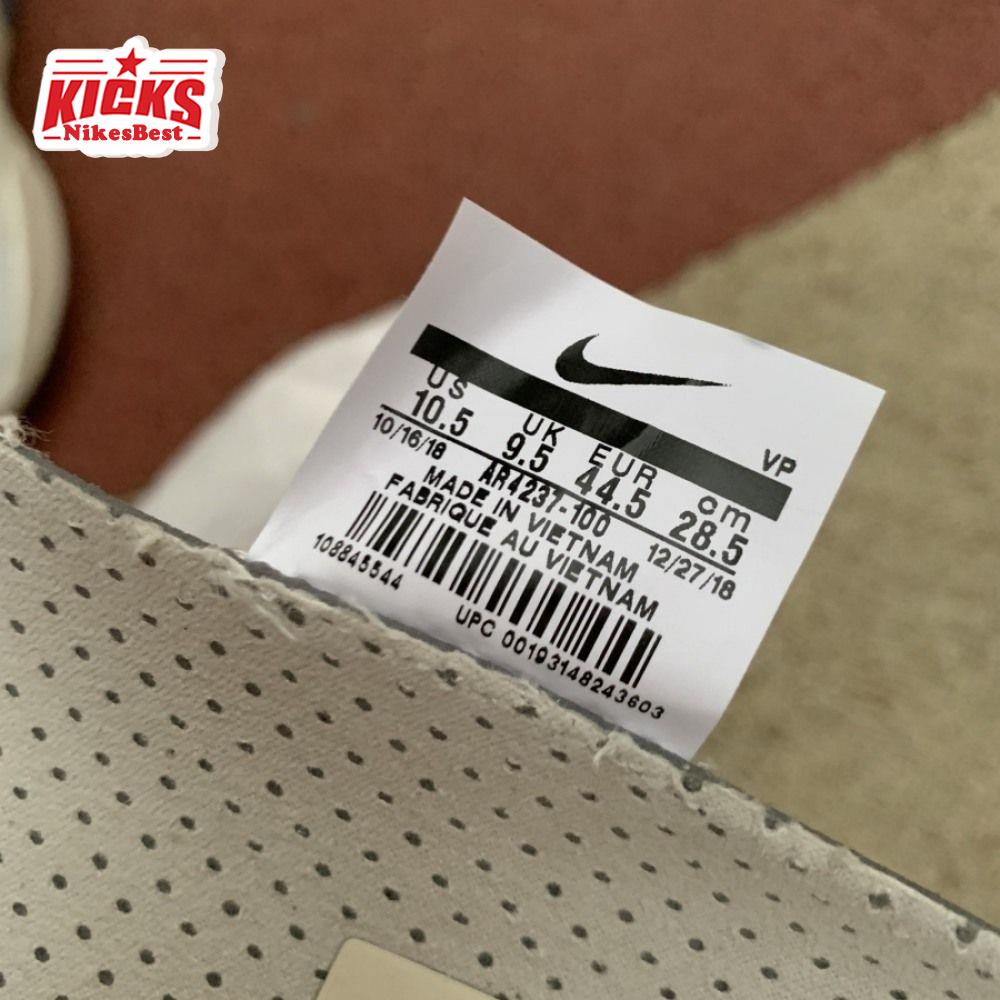 KICKS
NikesBest
VP
US UK EUR cm
10.5 9.5 44.5 28.5
10/16/18 AR4237-100 12/27/18
MADE IN VIETNAM
FABRIQUE AU VIETNAM
108845544
UPC 00193148243603